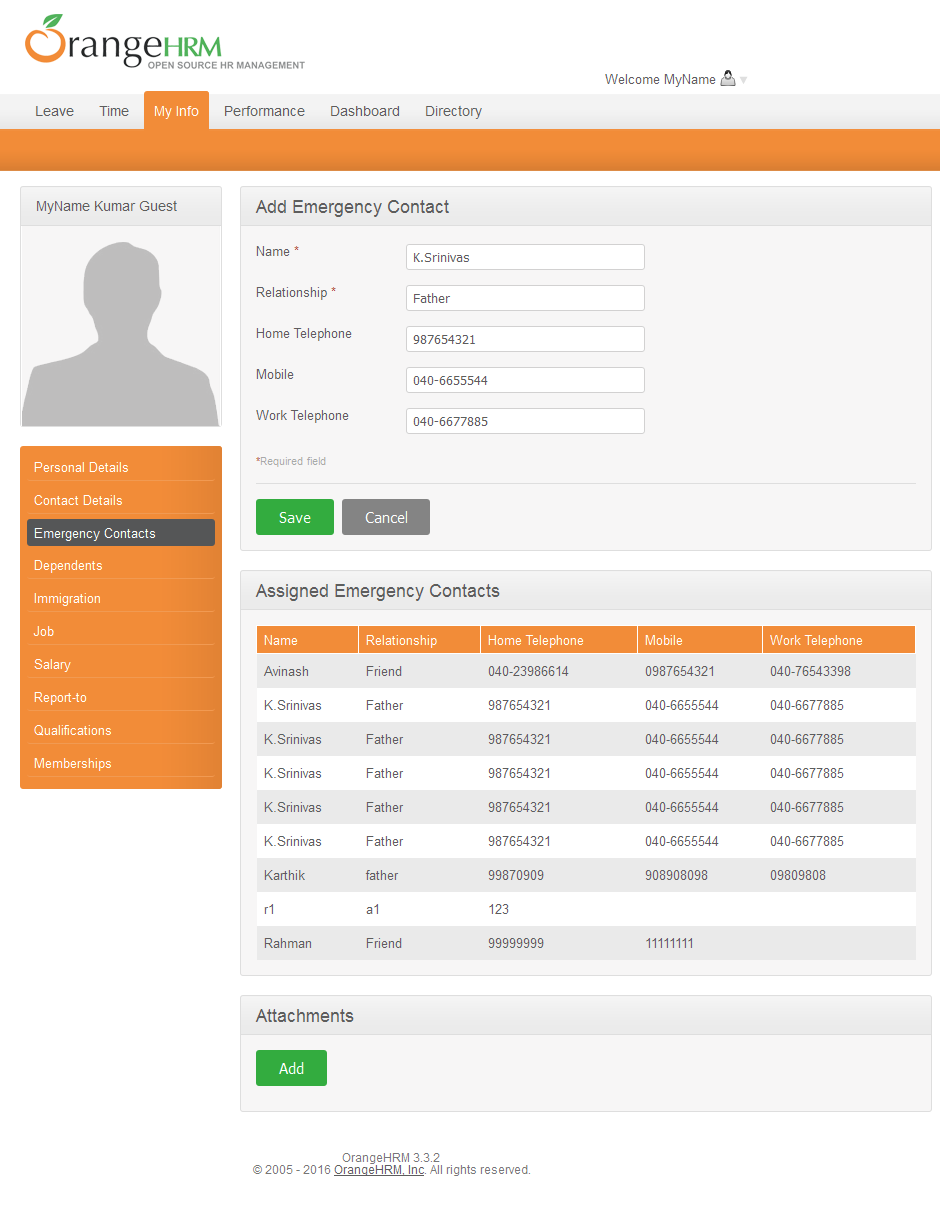 OrangeHRM
OPEN SOURCE HR MANAGEMENT
Welcome MyName
Leave Time My Info Performance Dashboard Directory
MyName Kumar Guest
Personal Details
Contact Details
Emergency Contacts
Dependents
Immigration
Job
Salary
Report-to
Qualifications
Memberships
Add Emergency Contact
Name * K.Srinivas
Relationship * Father
Home Telephone 987654321
Mobile 040-6655544
Work Telephone 040-6677885
*Required field
Save Cancel
Assigned Emergency Contacts
Name Relationship Home Telephone Mobile Work Telephone
Avinash Friend 040-23986614 0987654321 040-76543398
K.Srinivas Father 987654321 040-6655544 040-6677885
K.Srinivas Father 987654321 040-6655544 040-6677885
K.Srinivas Father 987654321 040-6655544 040-6677885
K.Srinivas Father 987654321 040-6655544 040-6677885
K.Srinivas Father 987654321 040-6655544 040-6677885
Karthik father 99870909 908908098 09809808
r1 a1 123
Rahman Friend 99999999 11111111
Attachments
Add
OrangeHRM 3.3.2
© 2005 - 2016 OrangeHRM, Inc. All rights reserved.